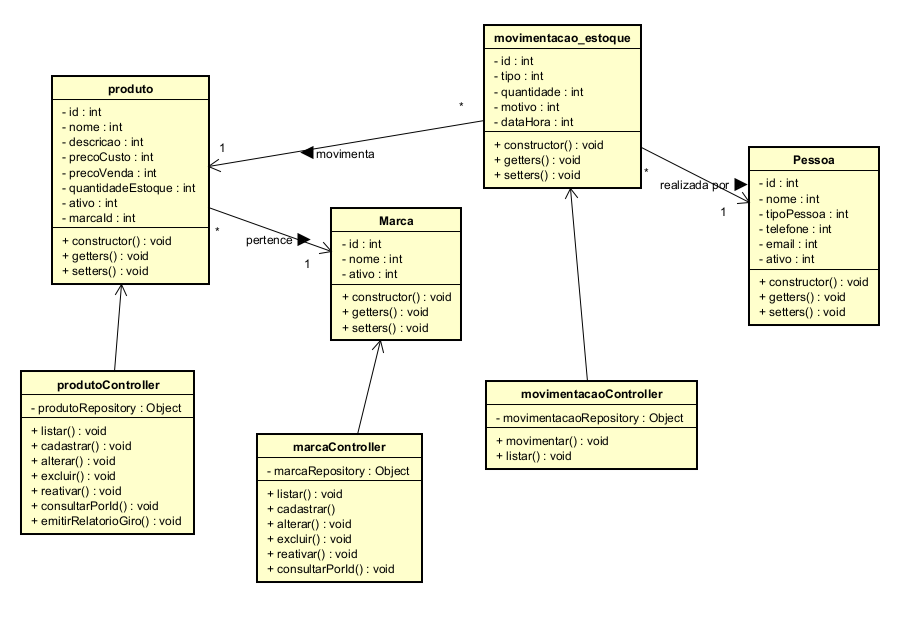 movimentacao_estoque
- id : int
- tipo : int
- quantidade : int
- motivo : int
- dataHora : int
+ constructor() : void
+ getters() : void
+ setters() : void
produto
- id : int
- nome : int
- descricao : int
- precoCusto : int
- precoVenda : int
- quantidadeEstoque : int
- ativo : int
- marcaId : int
+ constructor() : void
+ getters() : void
+ setters() : void
*
1
movimenta
Pessoa
- id : int
- nome : int
- tipoPessoa : int
- telefone : int
- email : int
- ativo : int
+ constructor() : void
+ getters() : void
+ setters() : void
*
realizada por
1
Marca
- id : int
- nome : int
- ativo : int
+ constructor() : void
+ getters() : void
+ setters() : void
*
pertence
1
produtoController
- produtoRepository : Object
+ listar() : void
+ cadastrar() : void
+ alterar() : void
+ excluir() : void
+ reativar() : void
+ consultarPorId() : void
+ emitirRelatorioGiro() : void
marcaController
- marcaRepository : Object
+ listar() : void
+ cadastrar()
+ alterar() : void
+ excluir() : void
+ reativar() : void
+ consultarPorId() : void
movimentacaoController
- movimentacaoRepository : Object
+ movimentar() : void
+ listar() : void